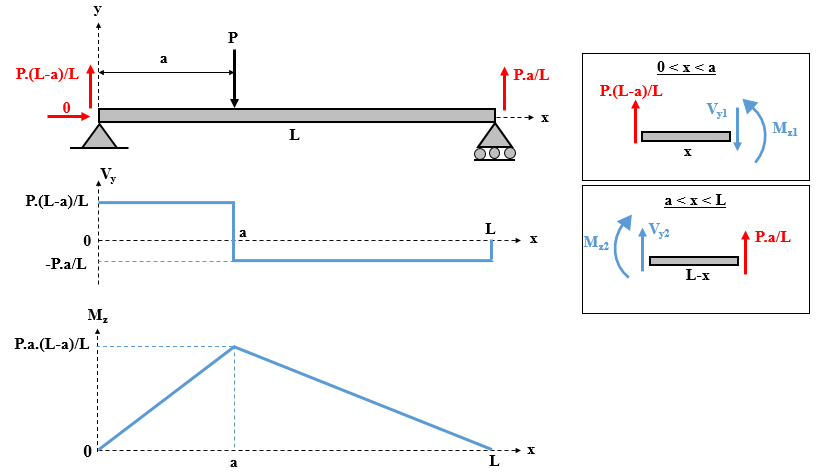 y
P
a
P.(L-a)/L
0
P.a/L
x
L
Vy
P.(L-a)/L
0
a
L
x
-P.a/L
Mz
P.a.(L-a)/L
0
a
L
x
0 < x < a
P.(L-a)/L
Vy1
Mz1
x
a < x < L
Mz2
Vy2
P.a/L
L-x